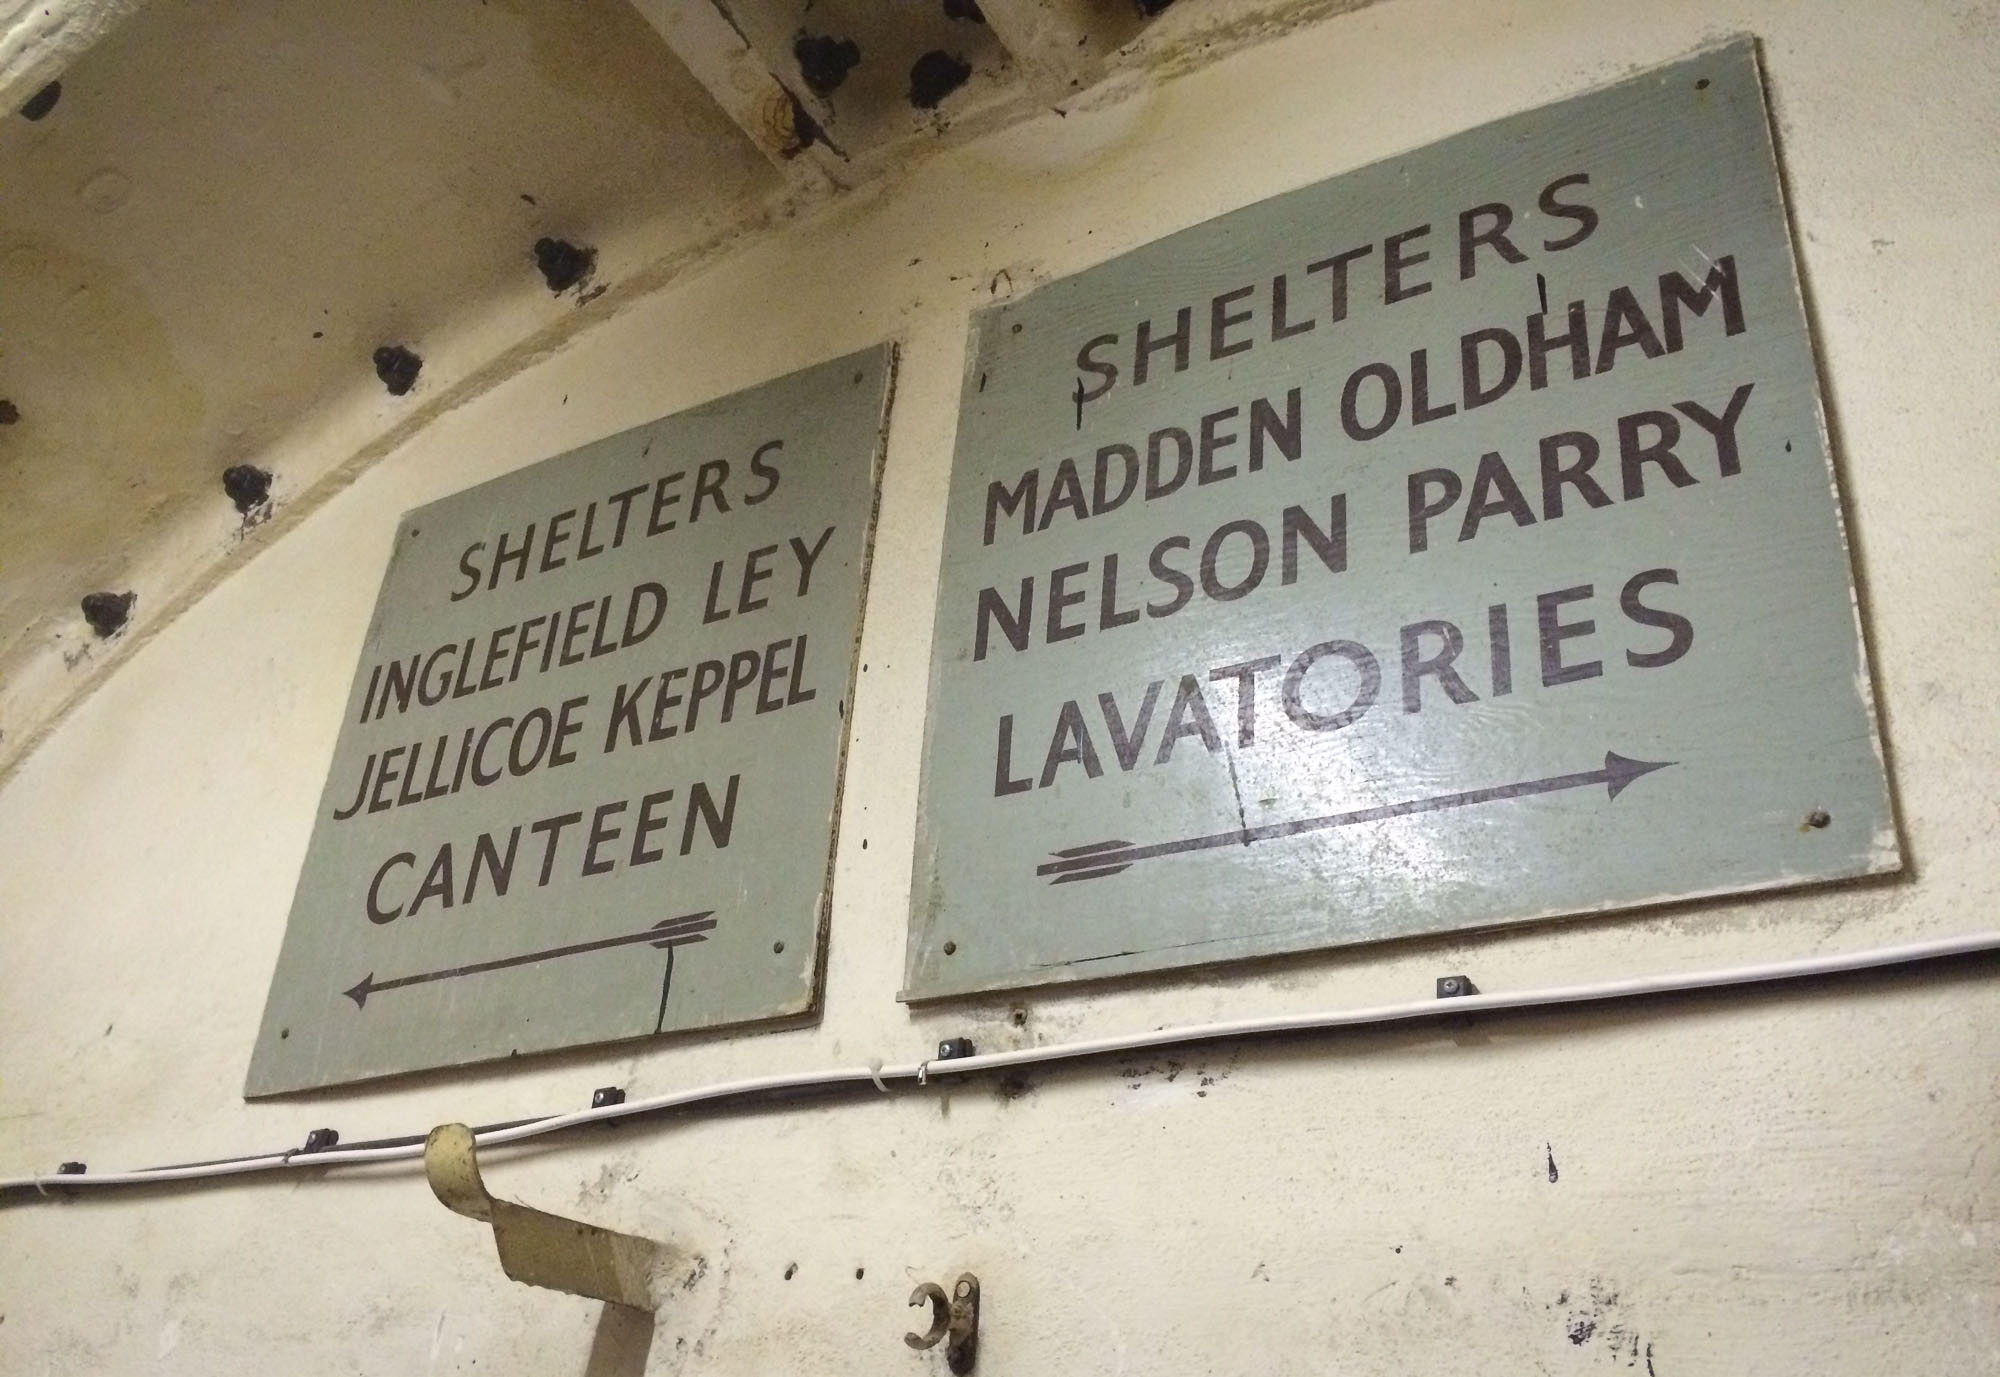 SHELTERS
INGLEFIELD LEY
JELLICOE KEPPEL
CANTEEN
SHELTERS
MADDEN OLDHAM
NELSON PARRY
LAVATORIES